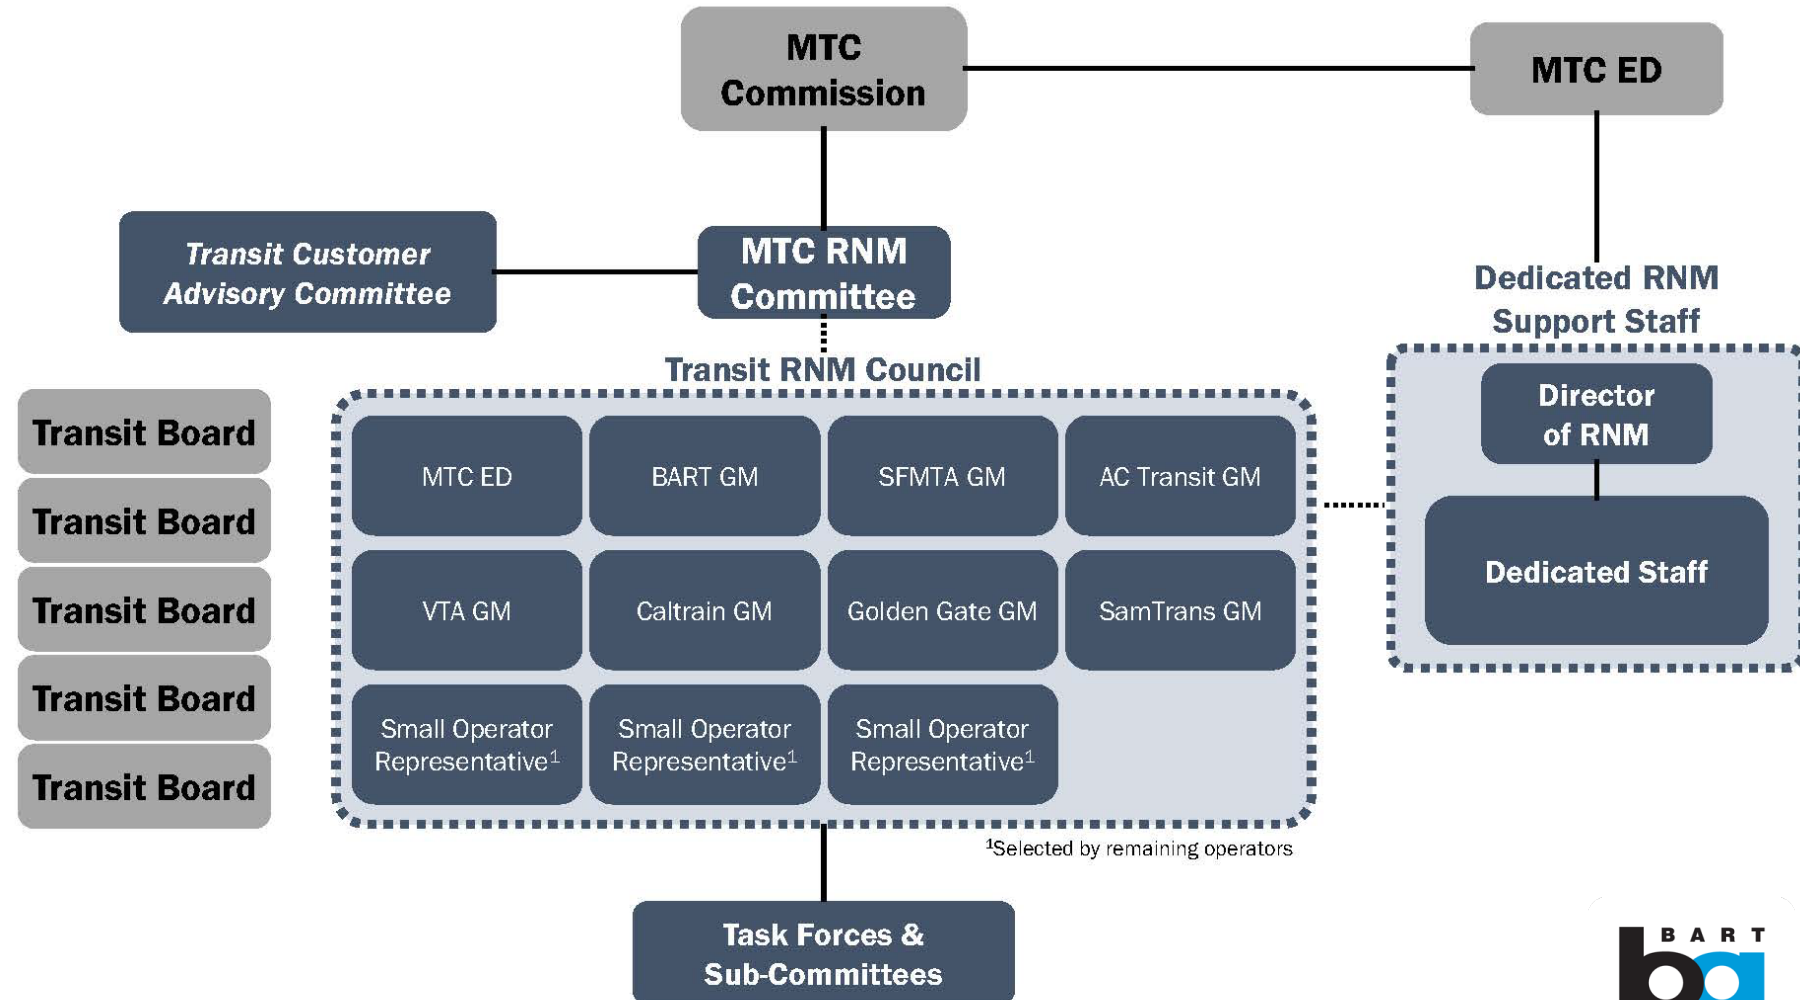 MTC
Commission
MTC ED
Transit Customer
Advisory Committee
MTC RNM
Committee
Dedicated RNM
Support Staff
Transit RNM Council
Director
of RNM
Dedicated Staff
Transit Board
Transit Board
Transit Board
Transit Board
Transit Board
MTC ED
BART GM
SFMTA GM
AC Transit GM
VTA GM
Caltrain GM
Golden Gate GM
SamTrans GM
Small Operator
Representative¹
Small Operator
Representative¹
Small Operator
Representative¹
¹Selected by remaining operators
Task Forces &
Sub-Committees
BART
ba